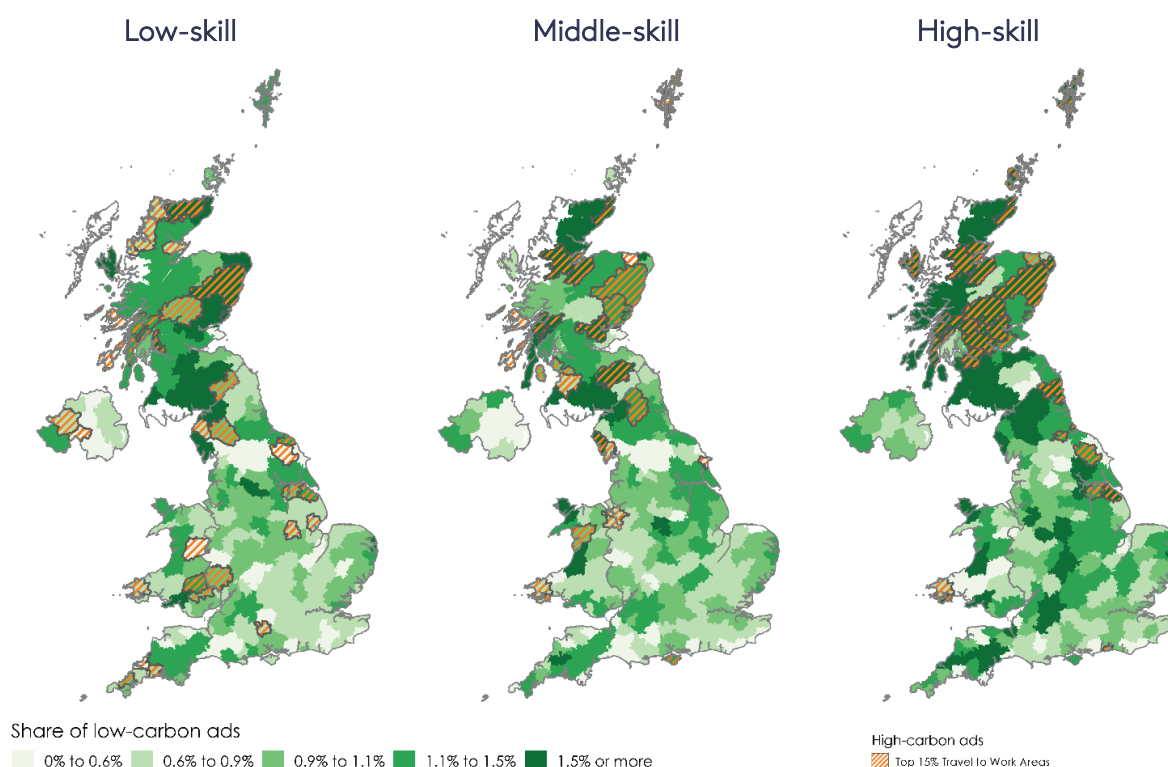 Low-skill
Middle-skill
High-skill
Share of low-carbon ads
0% to 0.6%
0.6% to 0.9%
0.9% to 1.1%
1.1% to 1.5%
1.5% or more
High-carbon ads
Top 15% Travel to Work Areas